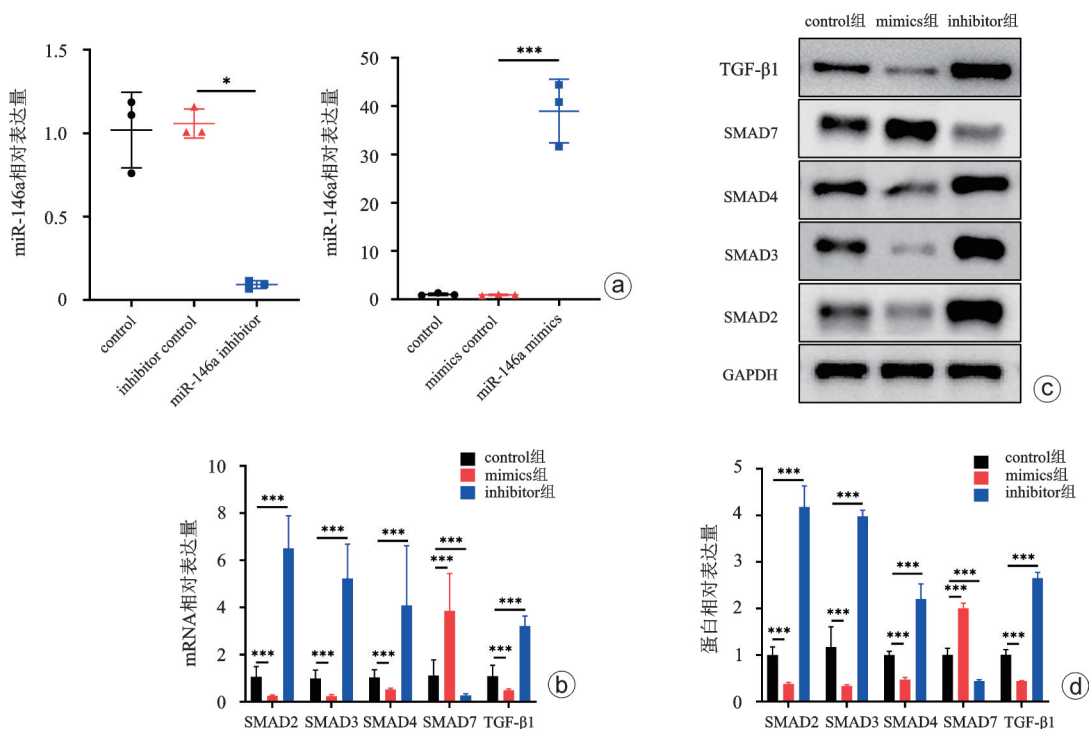 miR-146a相对表达量
1.5
1.0
0.5
0
*
control
inhibitor control
miR-146a inhibitor
miR-146a相对表达量
50
40
30
20
10
0
***
control
mimics control
miR-146a mimics
a
control组 mimics组 inhibitor组
TGF-β1
SMAD7
SMAD4
SMAD3
SMAD2
GAPDH
c
mRNA相对表达量
10
8
6
4
2
0
control组
mimics组
inhibitor组
***
***
***
***
***
***
***
***
***
***
SMAD2 SMAD3 SMAD4 SMAD7 TGF-β1
b
蛋白相对表达量
5
4
3
2
1
0
control组
mimics组
inhibitor组
***
***
***
***
***
***
***
***
***
***
SMAD2 SMAD3 SMAD4 SMAD7 TGF-β1
d